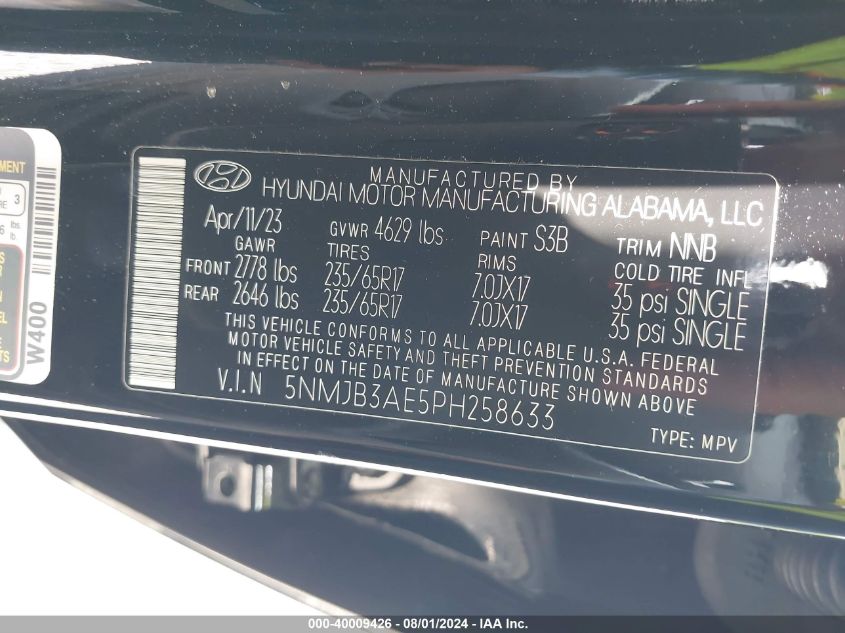 MANUFACTURED BY
HYUNDAI MOTOR MANUFACTURING ALABAMA, LLC
Apr/11/23 GVWR 4629 lbs PAINT S3B TRIM NNB
GAWR TIRES RIMS COLD TIRE INFL
FRONT 2778 lbs 235/65R17 7.0JX17 35 psi SINGLE
REAR 2646 lbs 235/65R17 7.0JX17 35 psi SINGLE
THIS VEHICLE CONFORMS TO ALL APPLICABLE U.S.A. FEDERAL
MOTOR VEHICLE SAFETY AND THEFT PREVENTION STANDARDS
IN EFFECT ON THE DATE OF MANUFACTURE SHOWN ABOVE
V.I.N 5NMJB3AE5PH258633
TYPE: MPV
3
W400
500-40009426 - 08/01/2024 - IAA Inc.